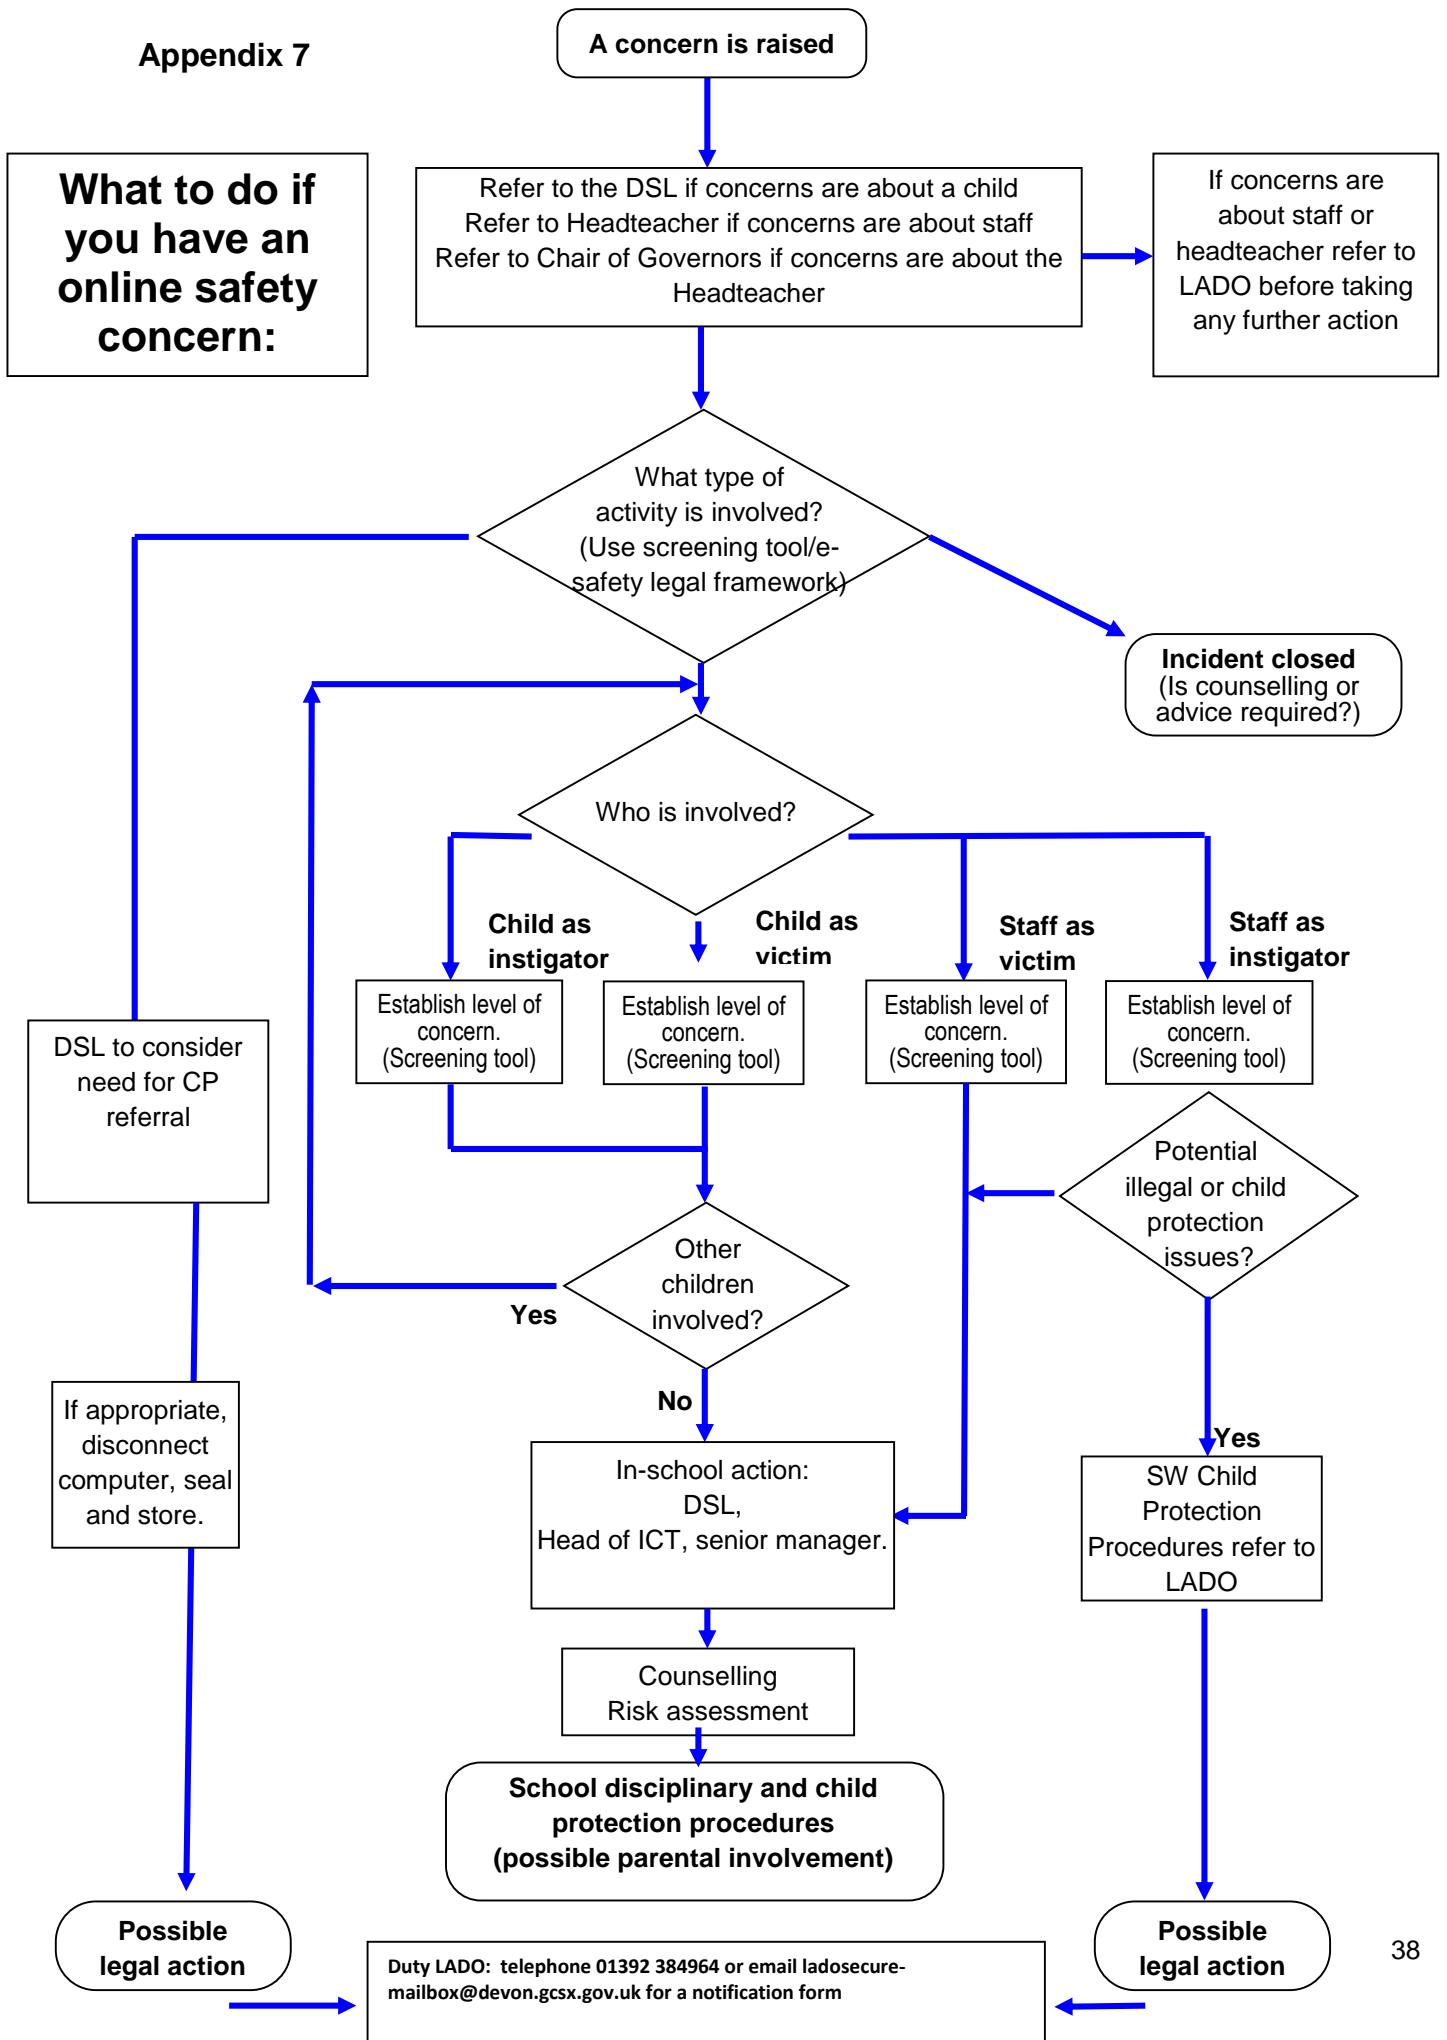 Appendix 7
A concern is raised
What to do if
you have an
online safety
concern:
Refer to the DSL if concerns are about a child
Refer to Headteacher if concerns are about staff
Refer to Chair of Governors if concerns are about the
Headteacher
If concerns are
about staff or
headteacher refer to
LADO before taking
any further action
What type of
activity is involved?
(Use screening tool/e-
safety legal framework)
Incident closed
(Is counselling or
advice required?)
Who is involved?
Child as
instigator
Child as
victim
Staff as
victim
Staff as
instigator
Establish level of
concern.
(Screening tool)
Establish level of
concern.
(Screening tool)
Establish level of
concern.
(Screening tool)
Establish level of
concern.
(Screening tool)
DSL to consider
need for CP
referral
Potential
illegal or child
protection
issues?
Other
children
involved?
Yes
No
If appropriate,
disconnect
computer, seal
and store.
In-school action:
DSL,
Head of ICT, senior manager.
Yes
SW Child
Protection
Procedures refer to
LADO
Counselling
Risk assessment
School disciplinary and child
protection procedures
(possible parental involvement)
Possible
legal action
Possible
legal action
38
Duty LADO: telephone 01392 384964 or email ladosecure-
mailbox@devon.gcsx.gov.uk for a notification form